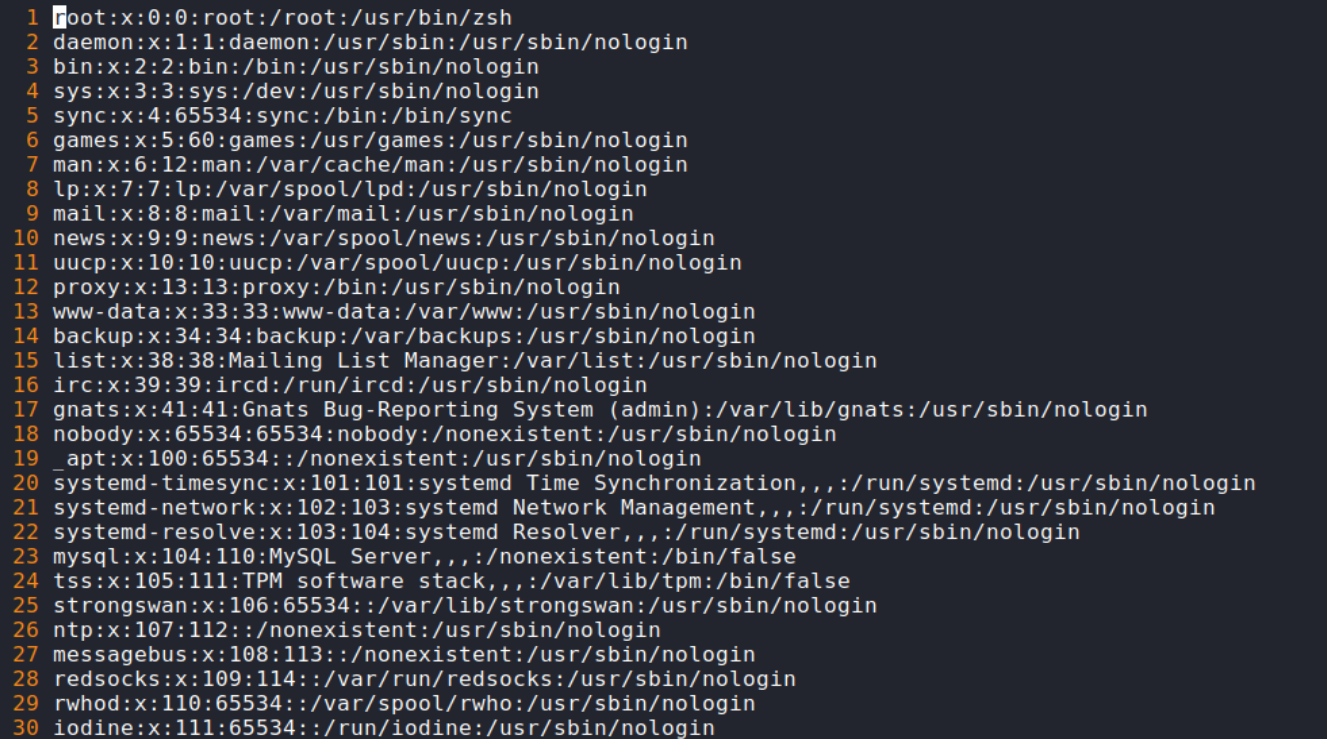 1 root:x:0:0:root:/root:/usr/bin/zsh
2 daemon:x:1:1:daemon:/usr/sbin:/usr/sbin/nologin
3 bin:x:2:2:bin:/bin:/usr/sbin/nologin
4 sys:x:3:3:sys:/dev:/usr/sbin/nologin
5 sync:x:4:65534:sync:/bin:/bin/sync
6 games:x:5:60:games:/usr/games:/usr/sbin/nologin
7 man:x:6:12:man:/var/cache/man:/usr/sbin/nologin
8 lp:x:7:7:lp:/var/spool/lpd:/usr/sbin/nologin
9 mail:x:8:8:mail:/var/mail:/usr/sbin/nologin
10 news:x:9:9:news:/var/spool/news:/usr/sbin/nologin
11 uucp:x:10:10:uucp:/var/spool/uucp:/usr/sbin/nologin
12 proxy:x:13:13:proxy:/bin:/usr/sbin/nologin
13 www-data:x:33:33:www-data:/var/www:/usr/sbin/nologin
14 backup:x:34:34:backup:/var/backups:/usr/sbin/nologin
15 list:x:38:38:Mailing List Manager:/var/list:/usr/sbin/nologin
16 irc:x:39:39:ircd:/run/ircd:/usr/sbin/nologin
17 gnats:x:41:41:Gnats Bug-Reporting System (admin):/var/lib/gnats:/usr/sbin/nologin
18 nobody:x:65534:65534:nobody:/nonexistent:/usr/sbin/nologin
19 _apt:x:100:65534::/nonexistent:/usr/sbin/nologin
20 systemd-timesync:x:101:101:systemd Time Synchronization,,,:/run/systemd:/usr/sbin/nologin
21 systemd-network:x:102:103:systemd Network Management,,,:/run/systemd:/usr/sbin/nologin
22 systemd-resolve:x:103:104:systemd Resolver,,,:/run/systemd:/usr/sbin/nologin
23 mysql:x:104:110:MySQL Server,,,:/nonexistent:/bin/false
24 tss:x:105:111:TPM software stack,,,:/var/lib/tpm:/bin/false
25 strongswan:x:106:65534::/var/lib/strongswan:/usr/sbin/nologin
26 ntp:x:107:112::/nonexistent:/usr/sbin/nologin
27 messagebus:x:108:113::/nonexistent:/usr/sbin/nologin
28 redsocks:x:109:114::/var/run/redsocks:/usr/sbin/nologin
29 rwhod:x:110:65534::/var/spool/rwho:/usr/sbin/nologin
30 iodine:x:111:65534::/run/iodine:/usr/sbin/nologin